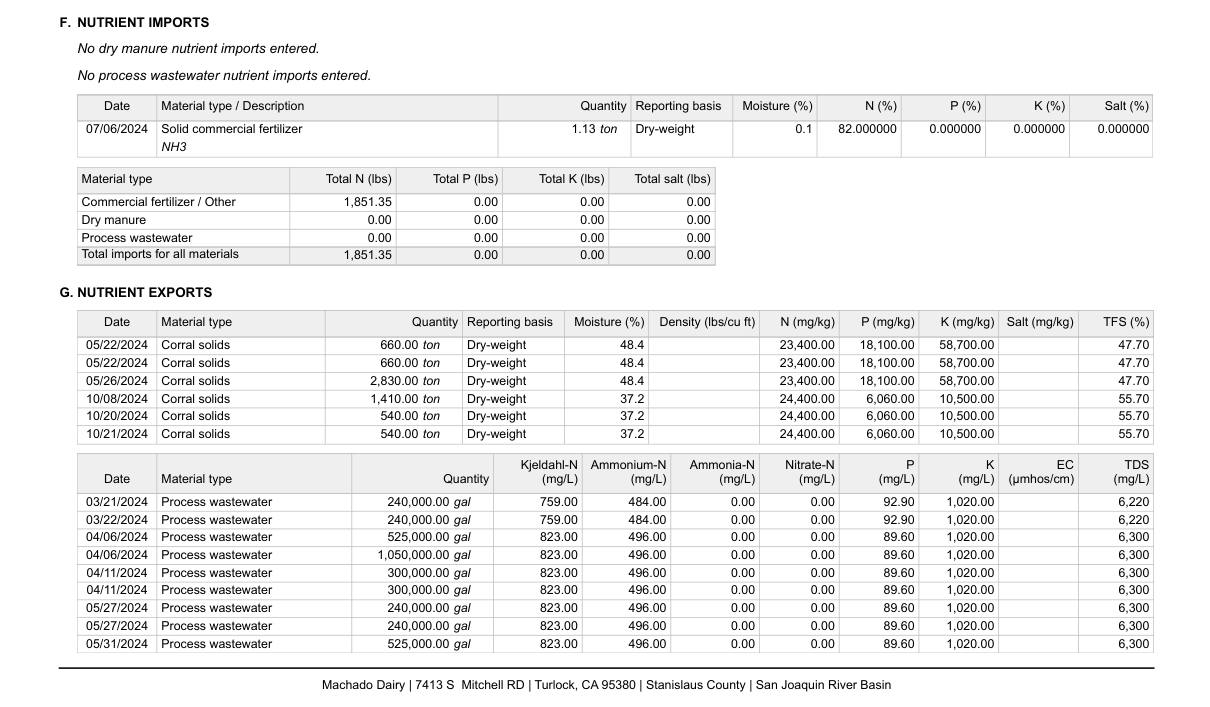 F. NUTRIENT IMPORTS
No dry manure nutrient imports entered.
No process wastewater nutrient imports entered.
Date Material type / Description Quantity Reporting basis Moisture (%) N (%) P (%) K (%) Salt (%)
07/06/2024 Solid commercial fertilizer 1.13 ton Dry-weight 0.1 82.000000 0.000000 0.000000 0.000000
NH3
Material type Total N (lbs) Total P (lbs) Total K (lbs) Total salt (lbs)
Commercial fertilizer / Other 1,851.35 0.00 0.00 0.00
Dry manure 0.00 0.00 0.00 0.00
Process wastewater 0.00 0.00 0.00 0.00
Total imports for all materials 1,851.35 0.00 0.00 0.00
G. NUTRIENT EXPORTS
Date Material type Quantity Reporting basis Moisture (%) Density (lbs/cu ft) N (mg/kg) P (mg/kg) K (mg/kg) Salt (mg/kg) TFS (%)
05/22/2024 Corral solids 660.00 ton Dry-weight 48.4 23,400.00 18,100.00 58,700.00 47.70
05/22/2024 Corral solids 660.00 ton Dry-weight 48.4 23,400.00 18,100.00 58,700.00 47.70
05/26/2024 Corral solids 2,830.00 ton Dry-weight 48.4 23,400.00 18,100.00 58,700.00 47.70
10/08/2024 Corral solids 1,410.00 ton Dry-weight 37.2 24,400.00 6,060.00 10,500.00 55.70
10/20/2024 Corral solids 540.00 ton Dry-weight 37.2 24,400.00 6,060.00 10,500.00 55.70
10/21/2024 Corral solids 540.00 ton Dry-weight 37.2 24,400.00 6,060.00 10,500.00 55.70
Kjeldahl-N Ammonium-N Ammonia-N Nitrate-N P K EC TDS
Date Material type Quantity (mg/L) (mg/L) (mg/L) (mg/L) (mg/L) (mg/L) (µmhos/cm) (mg/L)
03/21/2024 Process wastewater 240,000.00 gal 759.00 484.00 0.00 0.00 92.90 1,020.00 6,220
03/22/2024 Process wastewater 240,000.00 gal 759.00 484.00 0.00 0.00 92.90 1,020.00 6,220
04/06/2024 Process wastewater 525,000.00 gal 823.00 496.00 0.00 0.00 89.60 1,020.00 6,300
04/06/2024 Process wastewater 1,050,000.00 gal 823.00 496.00 0.00 0.00 89.60 1,020.00 6,300
04/11/2024 Process wastewater 300,000.00 gal 823.00 496.00 0.00 0.00 89.60 1,020.00 6,300
04/11/2024 Process wastewater 300,000.00 gal 823.00 496.00 0.00 0.00 89.60 1,020.00 6,300
05/27/2024 Process wastewater 240,000.00 gal 823.00 496.00 0.00 0.00 89.60 1,020.00 6,300
05/27/2024 Process wastewater 240,000.00 gal 823.00 496.00 0.00 0.00 89.60 1,020.00 6,300
05/31/2024 Process wastewater 525,000.00 gal 823.00 496.00 0.00 0.00 89.60 1,020.00 6,300
Machado Dairy | 7413 S Mitchell RD | Turlock, CA 95380 | Stanislaus County | San Joaquin River Basin